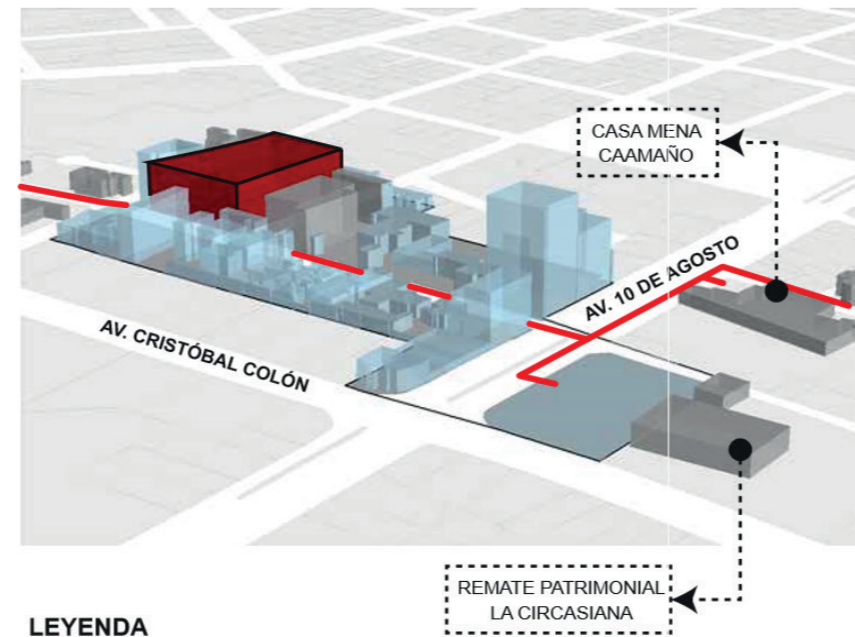 CASA MENA
CAAMAÑO
AV. 10 DE AGOSTO
AV. CRISTÓBAL COLÓN
REMATE PATRIMONIAL
LA CIRCASIANA
LEYENDA